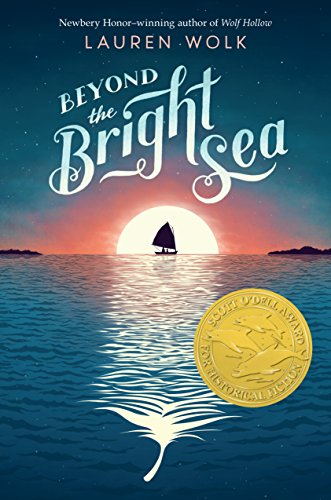 Newbery Honor–winning author of Wolf Hollow
LAUREN WOLK
BEYOND
the
Bright
Sea
SCOTT O'DELL AWARD
FOR HISTORICAL FICTION